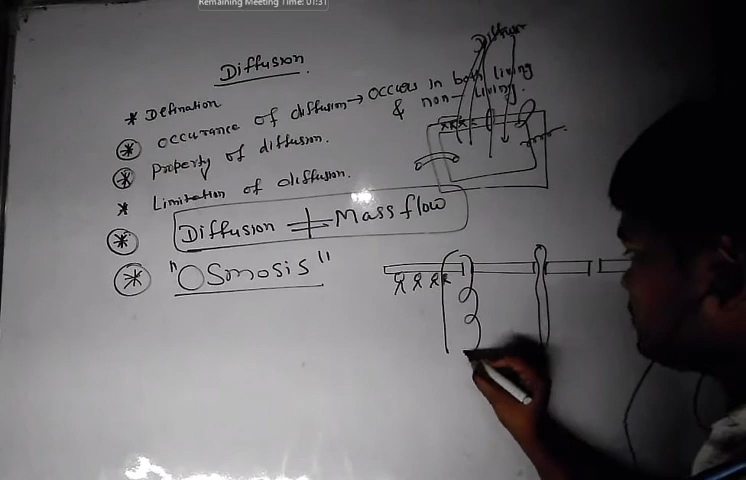 Remaining Meeting Time: 01:31
Diffusion.
* Defination
* occurance of diffusion → occurs in both living
& non-living.
* Property of diffusion.
* Limitation of diffusion.
* Diffusion ≠ Mass flow
* "Osmosis"